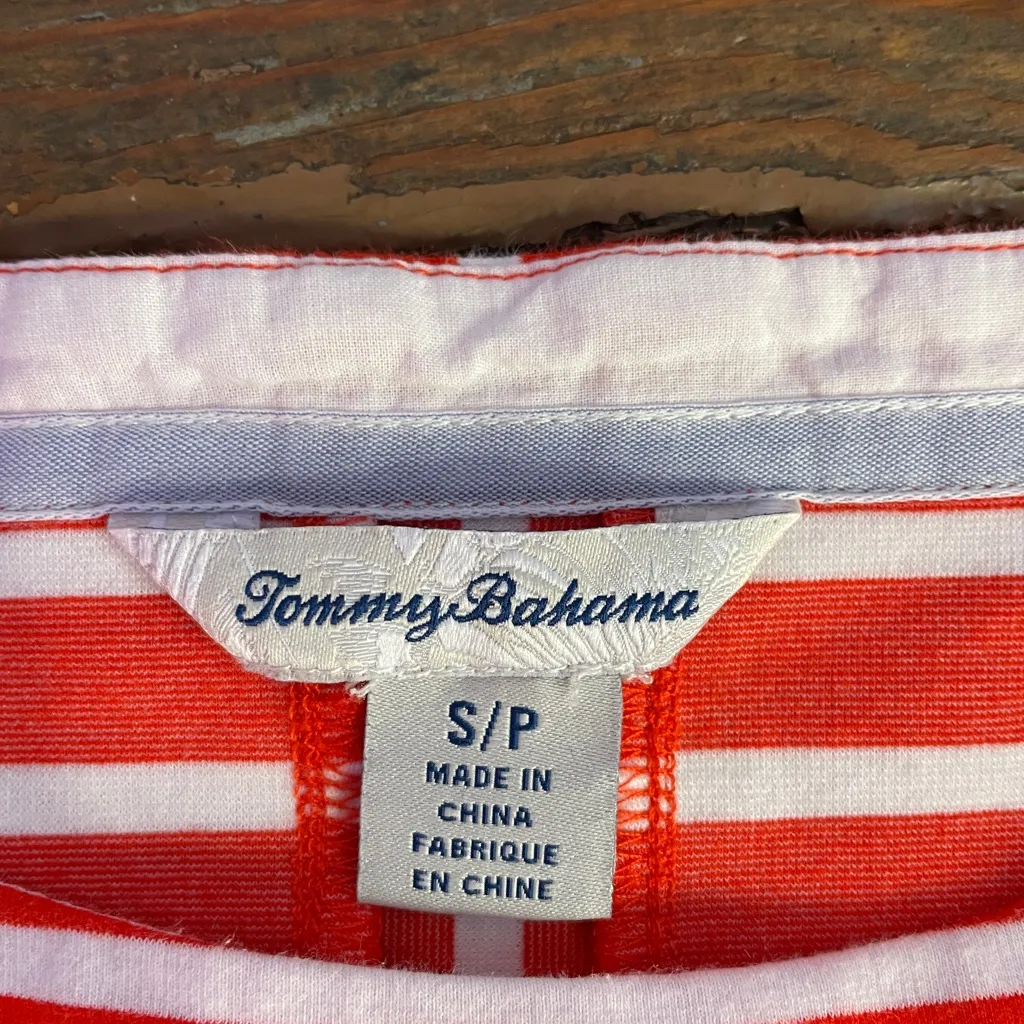 Tommy Bahama
S/P
MADE IN
CHINA
FABRIQUE
EN CHINE